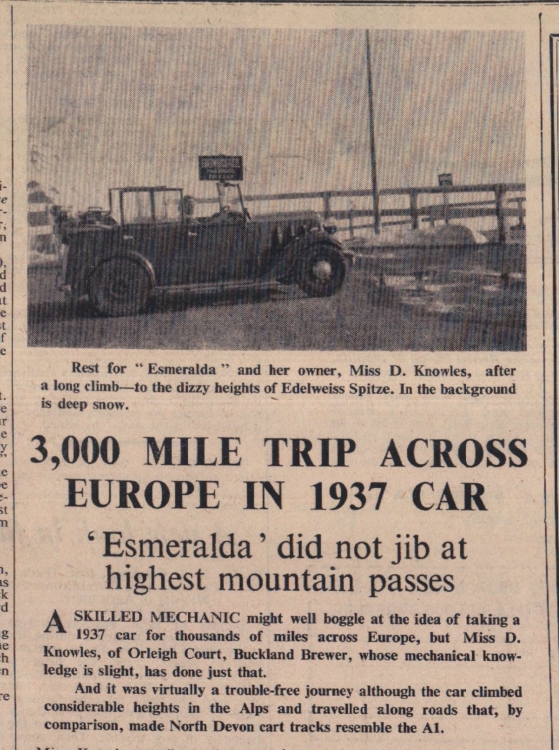 Rest for " Esmeralda " and her owner, Miss D. Knowles, after
a long climb—to the dizzy heights of Edelweiss Spitze. In the background
is deep snow.
3,000 MILE TRIP ACROSS
EUROPE IN 1937 CAR
‘Esmeralda’ did not jib at
highest mountain passes
A SKILLED MECHANIC might well boggle at the idea of taking a
1937 car for thousands of miles across Europe, but Miss D.
Knowles, of Orleigh Court, Buckland Brewer, whose mechanical know-
ledge is slight, has done just that.
And it was virtually a trouble-free journey although the car climbed
considerable heights in the Alps and travelled along roads that, by
comparison, made North Devon cart tracks resemble the A1.